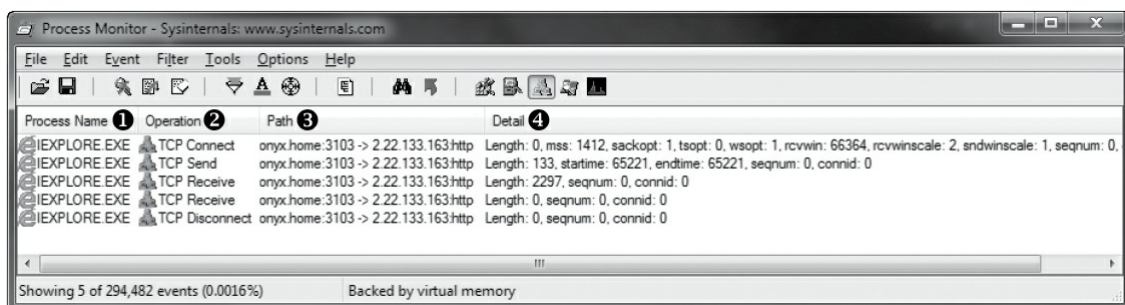 Process Monitor - Sysinternals: www.sysinternals.com
File Edit Event Filter Tools Options Help
Process Name ❶ Operation ❷ Path ❸ Detail ❹
IEXPLORE.EXE TCP Connect onyx.home:3103 -> 2.22.133.163:http Length: 0, mss: 1412, sackopt: 1, tsopt: 0, wsopt: 1, rcvwin: 66364, rcvwinscale: 2, sndwinscale: 1, seqnum: 0,
IEXPLORE.EXE TCP Send onyx.home:3103 -> 2.22.133.163:http Length: 133, startime: 65221, endtime: 65221, seqnum: 0, connid: 0
IEXPLORE.EXE TCP Receive onyx.home:3103 -> 2.22.133.163:http Length: 2297, seqnum: 0, connid: 0
IEXPLORE.EXE TCP Receive onyx.home:3103 -> 2.22.133.163:http Length: 0, seqnum: 0, connid: 0
IEXPLORE.EXE TCP Disconnect onyx.home:3103 -> 2.22.133.163:http Length: 0, seqnum: 0, connid: 0
Showing 5 of 294,482 events (0.0016%) Backed by virtual memory